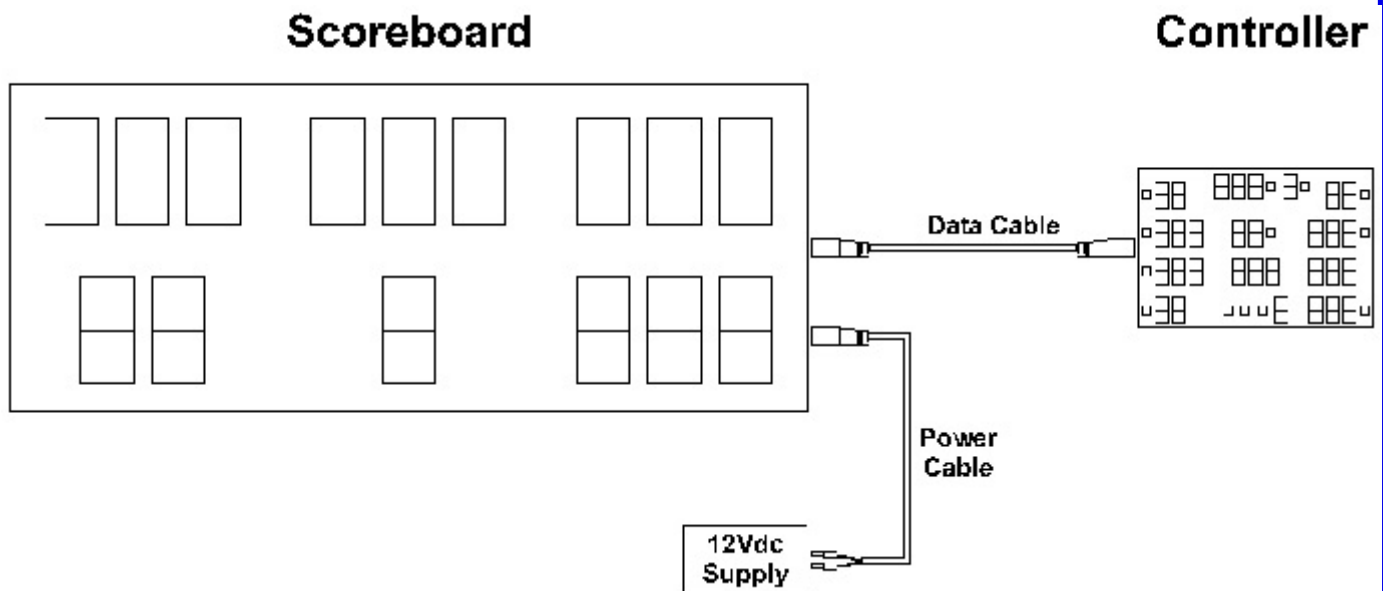 Scoreboard
Controller
Data Cable
Power
Cable
12Vdc
Supply